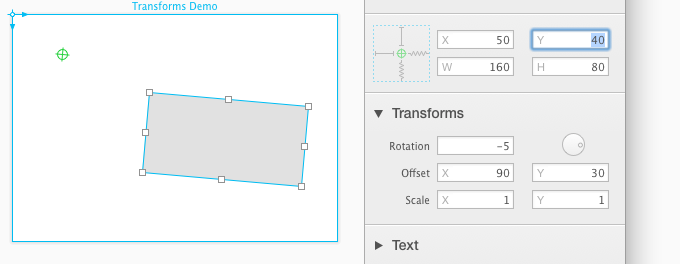 Transforms Demo
X 50 Y 40
W 160 H 80
Transforms
Rotation -5
Offset X 90 Y 30
Scale X 1 Y 1
Text